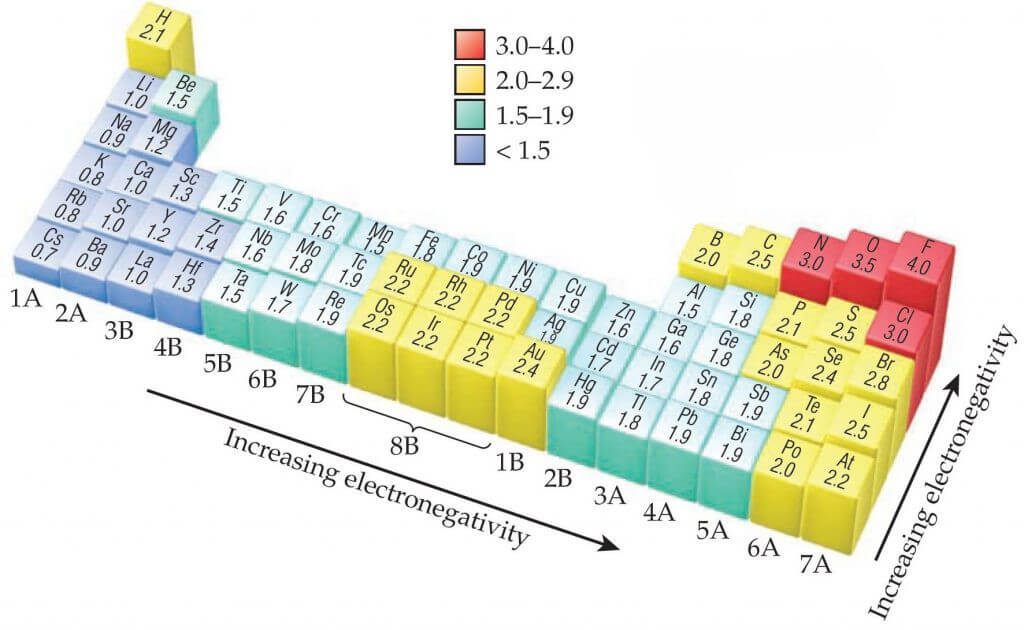 H
2.1
3.0–4.0
2.0–2.9
1.5–1.9
< 1.5
Li
1.0
Be
1.5
Na
0.9
Mg
1.2
K
0.8
Ca
1.0
Sc
1.3
Ti
1.5
V
1.6
Cr
1.6
Mn
1.5
Fe
1.8
Co
1.9
Ni
1.9
Cu
1.9
Zn
1.6
B
2.0
C
2.5
N
3.0
O
3.5
F
4.0
Al
1.5
Si
1.8
P
2.1
S
2.5
Cl
3.0
Rb
0.8
Sr
1.0
Y
1.2
Zr
1.4
Nb
1.6
Mo
1.8
Tc
1.9
Ru
2.2
Rh
2.2
Pd
2.2
Ag
1.9
Cd
1.7
Ga
1.6
Ge
1.8
As
2.0
Se
2.4
Br
2.8
In
1.7
Sn
1.8
Sb
1.9
Te
2.1
I
2.5
Cs
0.7
Ba
0.9
La
1.0
Hf
1.3
Ta
1.5
W
1.7
Re
1.9
Os
2.2
Ir
2.2
Pt
2.2
Au
2.4
Hg
1.9
Tl
1.8
Pb
1.9
Bi
1.9
Po
2.0
At
2.2
1A
2A
3B
4B
5B
6B
7B
8B
1B
2B
3A
4A
5A
6A
7A
Increasing electronegativity
Increasing electronegativity